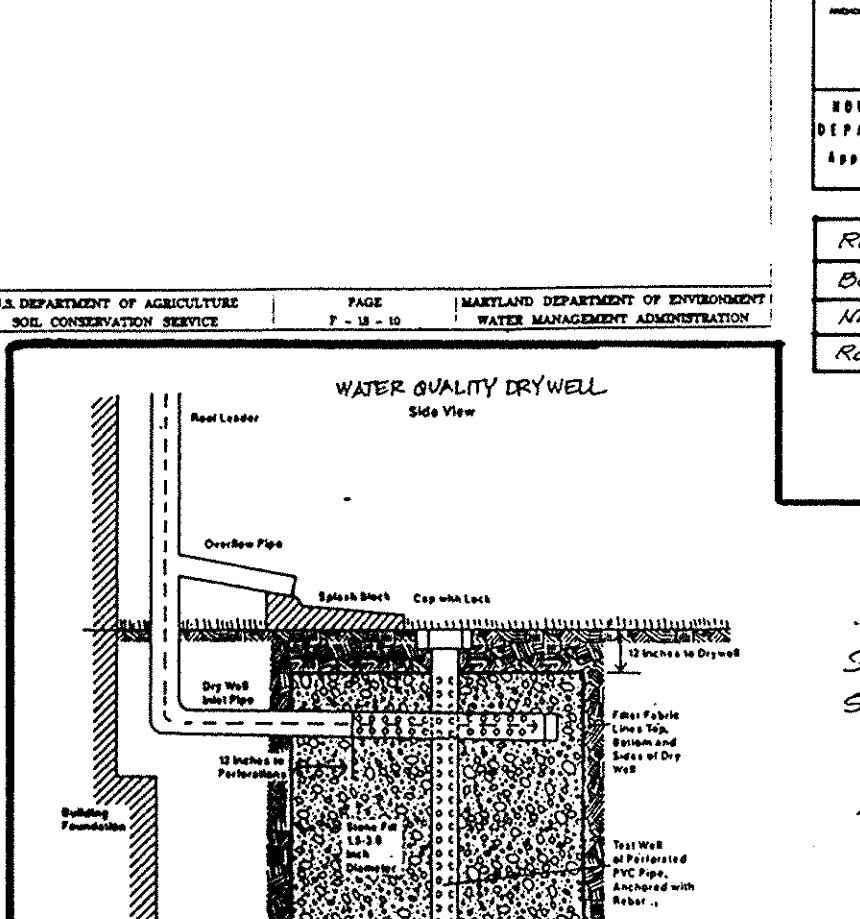 U.S. DEPARTMENT OF AGRICULTURE
SOIL CONSERVATION SERVICE
PAGE
MARYLAND DEPARTMENT OF ENVIRONMENT
WATER MANAGEMENT ADMINISTRATION
WATER QUALITY DRYWELL
Side View
Roof Leader
Overflow Pipe
Splash Block
Cap with Lock
12 Inches to Drywell
Dry Well
Inlet Pipe
Filter Fabric
Lines Top,
Bottom and
Sides of Dry
Well
12 Inches to
Perforations
Building
Foundation
Stone Fill
1.5-3.0
Inch
Diameter
Test Well
of Perforated
PVC Pipe,
Anchored with
Rebar